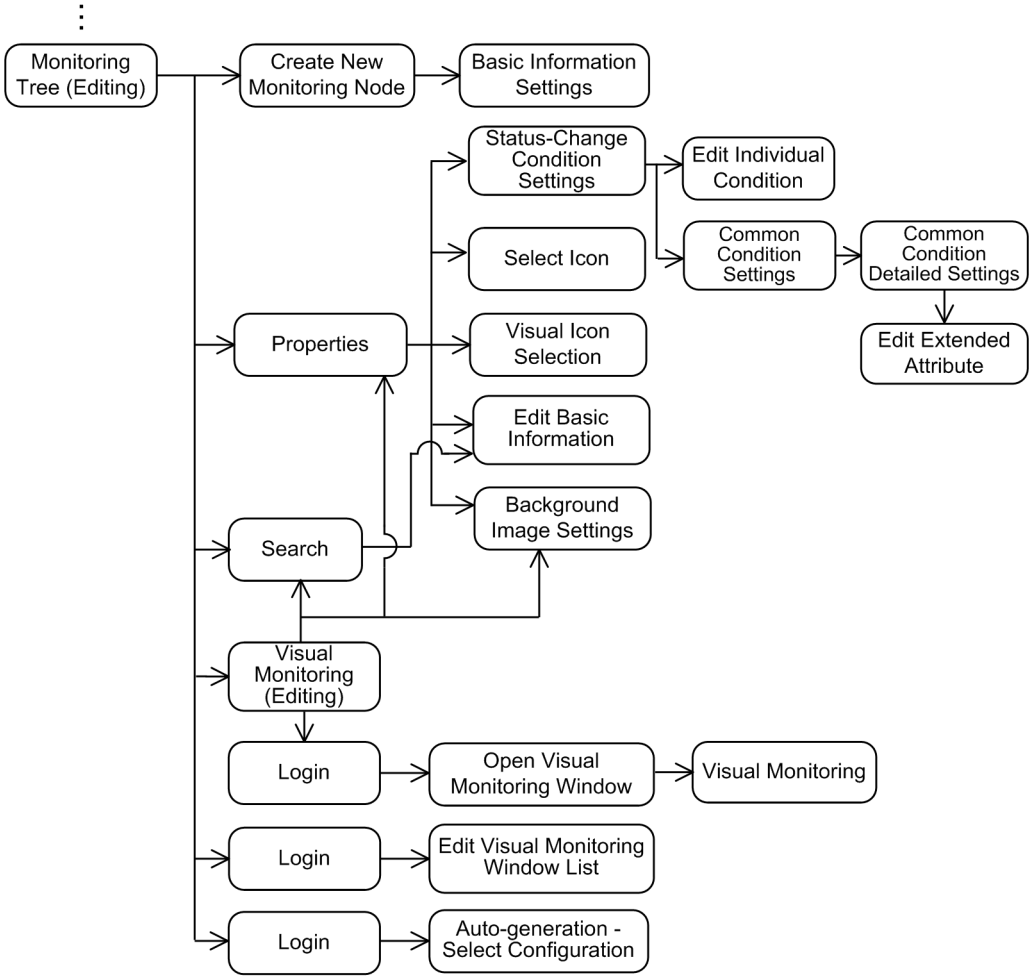 ⋮
Monitoring
Tree (Editing)
Create New
Monitoring Node
Basic Information
Settings
Status-Change
Condition
Settings
Edit Individual
Condition
Common
Condition
Settings
Common
Condition
Detailed Settings
Edit Extended
Attribute
Select Icon
Properties
Visual Icon
Selection
Edit Basic
Information
Background
Image Settings
Search
Visual
Monitoring
(Editing)
Login
Open Visual
Monitoring Window
Visual Monitoring
Login
Edit Visual Monitoring
Window List
Login
Auto-generation -
Select Configuration